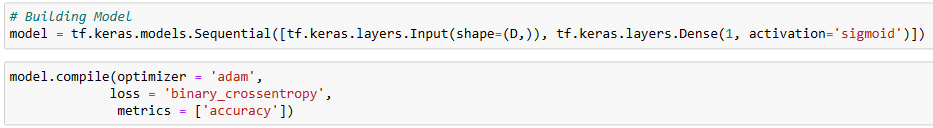 # Building Model
model = tf.keras.models.Sequential([tf.keras.layers.Input(shape=(D,)), tf.keras.layers.Dense(1, activation='sigmoid')])
model.compile(optimizer = 'adam',
              loss = 'binary_crossentropy',
               metrics = ['accuracy'])